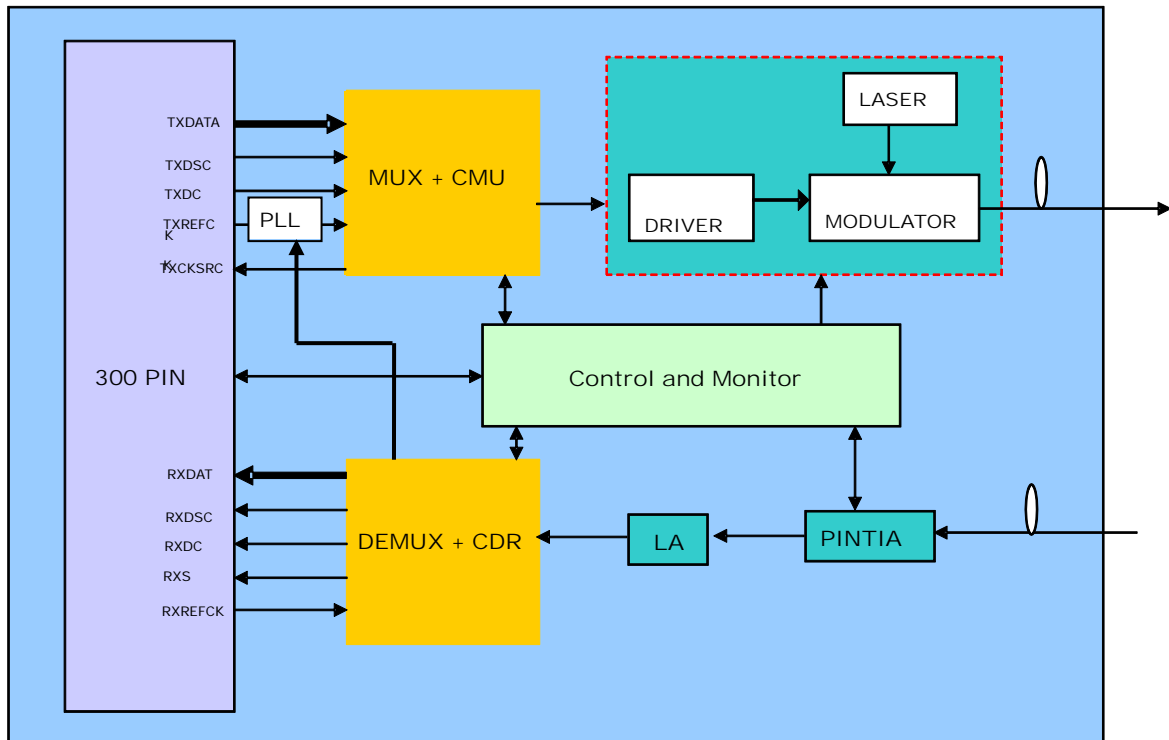 LASER
TXDATA
TXDSC
MUX + CMU
TXDC
TXREFC
K
PLL
DRIVER
MODULATOR
K
TXCKSRC
300 PIN
Control and Monitor
RXDAT
RXDSC
RXDC
DEMUX + CDR
LA
PINTIA
RXS
RXREFCK